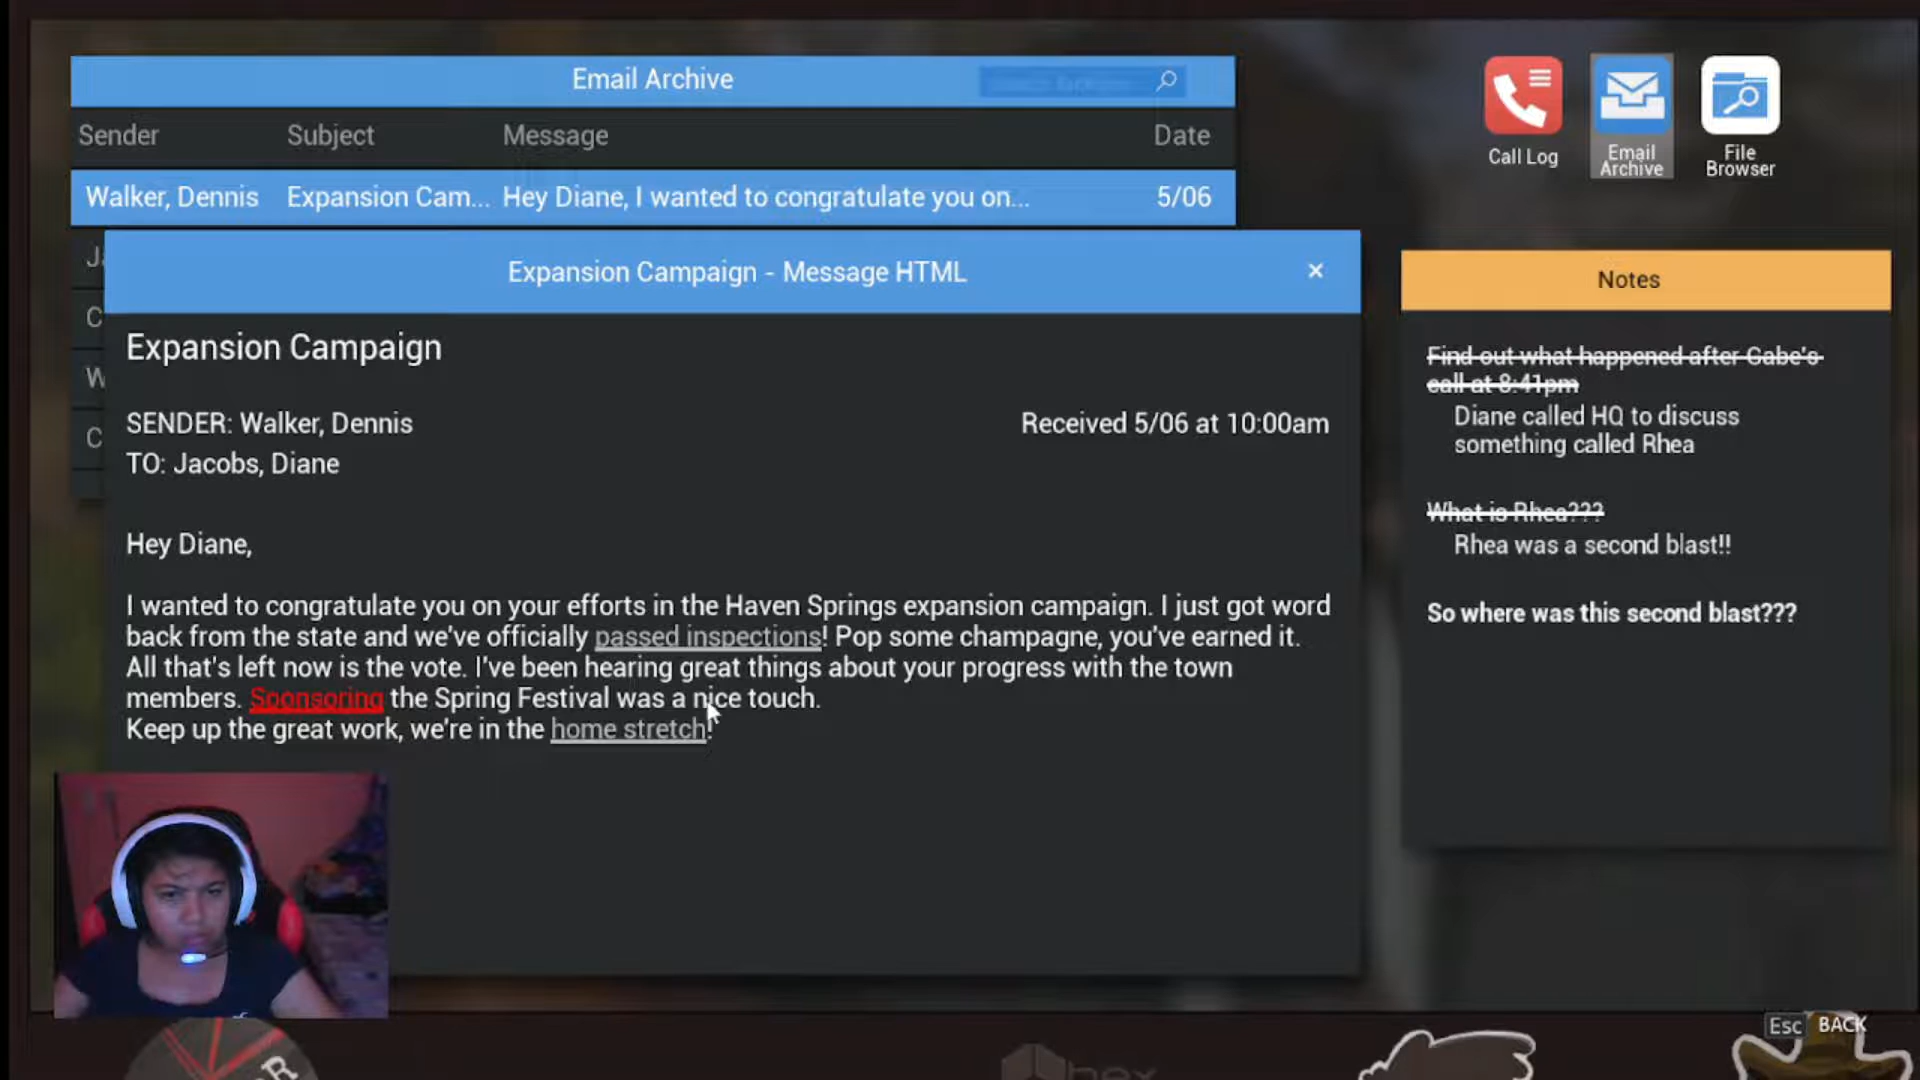 Email Archive
Sender Subject Message Date
Walker, Dennis Expansion Cam... Hey Diane, I wanted to congratulate you on... 5/06
Call Log
Email
Archive
File
Browser
Expansion Campaign - Message HTML
Expansion Campaign
SENDER: Walker, Dennis Received 5/06 at 10:00am
TO: Jacobs, Diane
Hey Diane,
I wanted to congratulate you on your efforts in the Haven Springs expansion campaign. I just got word
back from the state and we've officially passed inspections! Pop some champagne, you've earned it.
All that's left now is the vote. I've been hearing great things about your progress with the town
members. Sponsoring the Spring Festival was a nice touch.
Keep up the great work, we're in the home stretch!
Notes
Find out what happened after Gabe's
call at 8:41pm
Diane called HQ to discuss
something called Rhea
What is Rhea???
Rhea was a second blast!!
So where was this second blast???
Esc BACK
hex